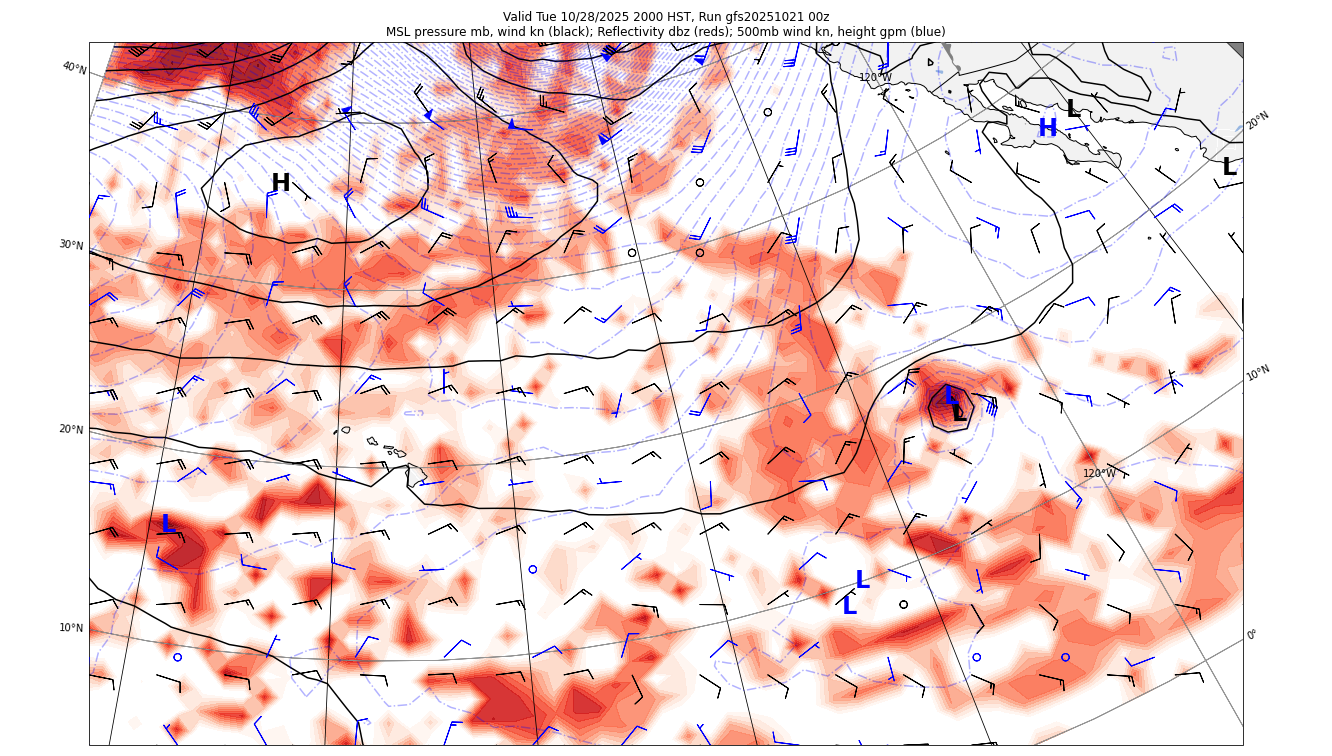 Valid Tue 10/28/2025 2000 HST, Run gfs20251021 00z
MSL pressure mb, wind kn (black); Reflectivity dbz (reds); 500mb wind kn, height gpm (blue)
40°N
120°W
L
H
20°N
L
H
30°N
10°N
L
L
20°N
120°W
L
L
L
10°N
0°